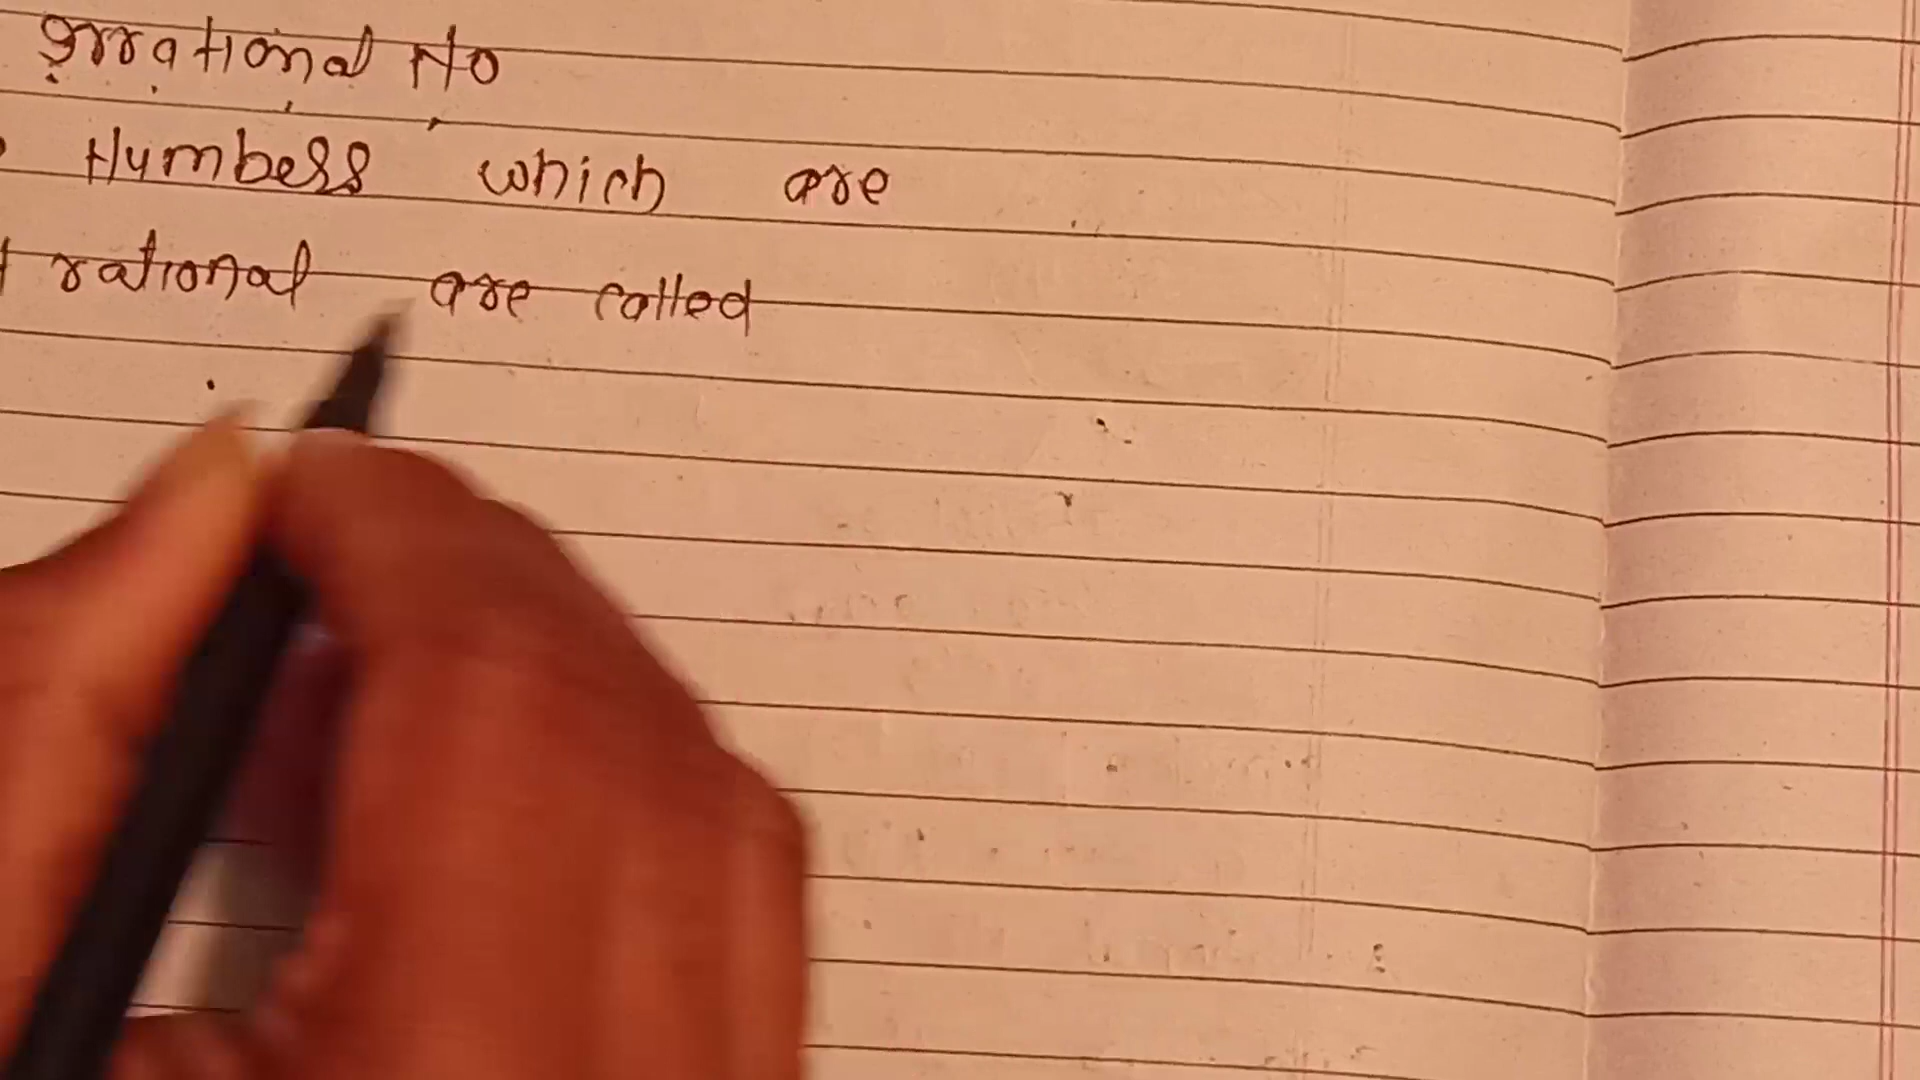 Irrational No
Numbers which are
rational are called